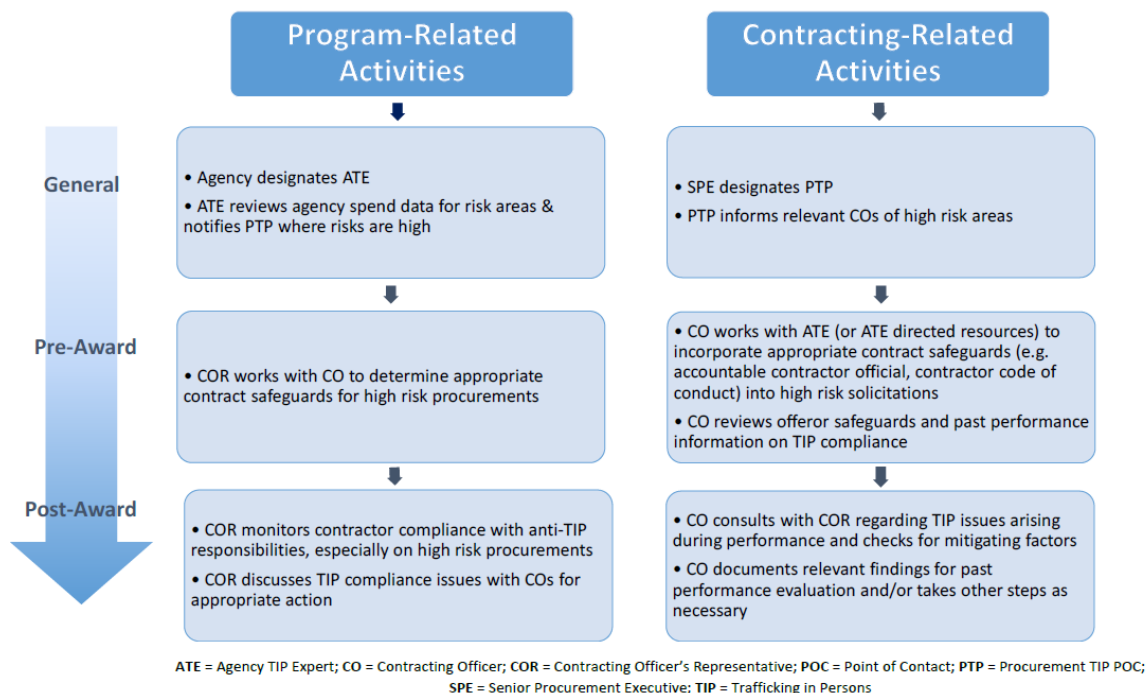 Program-Related
Activities
Contracting-Related
Activities
General
• Agency designates ATE
• ATE reviews agency spend data for risk areas &
notifies PTP where risks are high
• SPE designates PTP
• PTP informs relevant COs of high risk areas
Pre-Award
• COR works with CO to determine appropriate
contract safeguards for high risk procurements
• CO works with ATE (or ATE directed resources) to
incorporate appropriate contract safeguards (e.g.
accountable contractor official, contractor code of
conduct) into high risk solicitations
• CO reviews offeror safeguards and past performance
information on TIP compliance
Post-Award
• COR monitors contractor compliance with anti-TIP
responsibilities, especially on high risk procurements
• COR discusses TIP compliance issues with COs for
appropriate action
• CO consults with COR regarding TIP issues arising
during performance and checks for mitigating factors
• CO documents relevant findings for past
performance evaluation and/or takes other steps as
necessary
ATE = Agency TIP Expert; CO = Contracting Officer; COR = Contracting Officer's Representative; POC = Point of Contact; PTP = Procurement TIP POC;
SPE = Senior Procurement Executive; TIP = Trafficking in Persons